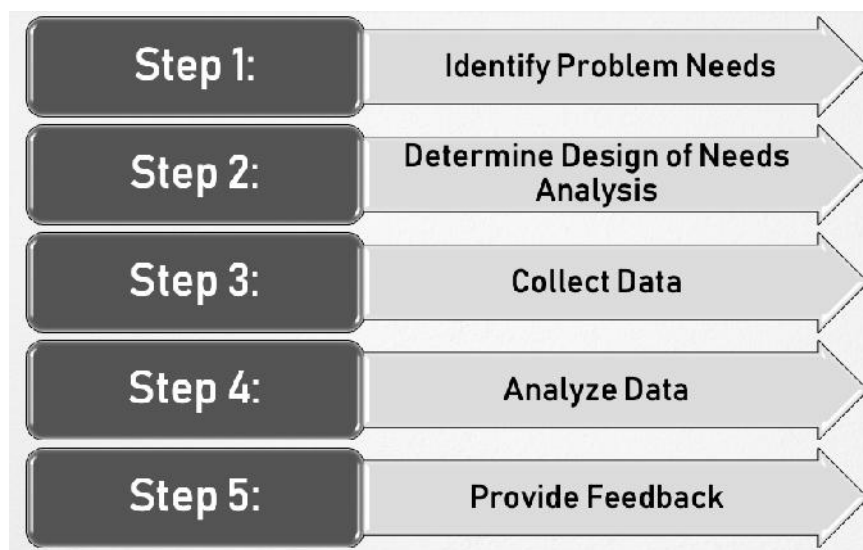 Step 1:
Identify Problem Needs
Step 2:
Determine Design of Needs
Analysis
Step 3:
Collect Data
Step 4:
Analyze Data
Step 5:
Provide Feedback